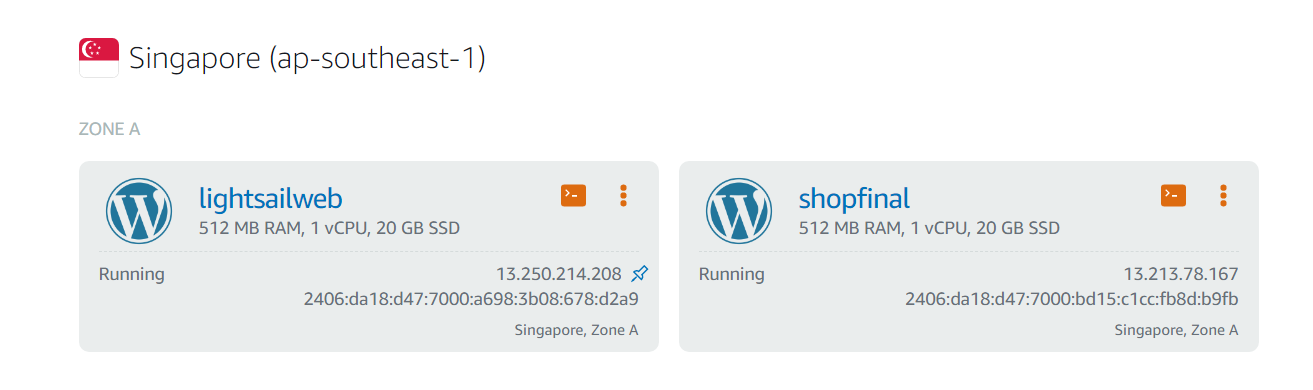 Singapore (ap-southeast-1)
ZONE A
lightsailweb
512 MB RAM, 1 vCPU, 20 GB SSD
Running
13.250.214.208
2406:da18:d47:7000:a698:3b08:678:d2a9
Singapore, Zone A
shopfinal
512 MB RAM, 1 vCPU, 20 GB SSD
Running
13.213.78.167
2406:da18:d47:7000:bd15:c1cc:fb8d:b9fb
Singapore, Zone A